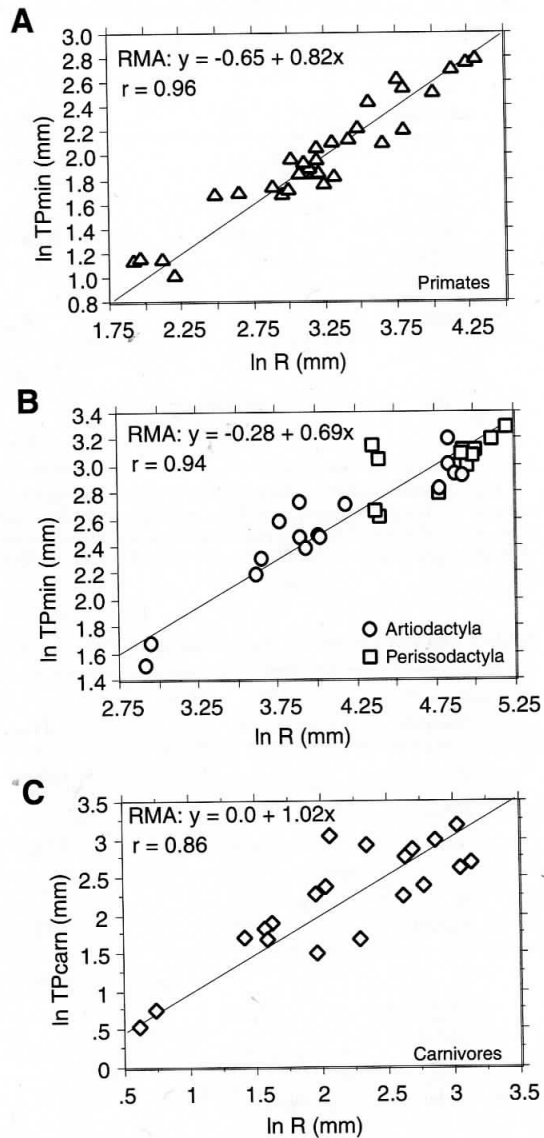 A
3.0
2.8
2.6
2.4
2.2
2.0
1.8
1.6
1.4
1.2
1.0
0.8
ln TPmin (mm)
RMA: y = -0.65 + 0.82x
r = 0.96
Primates
1.75 2.25 2.75 3.25 3.75 4.25
ln R (mm)
B
3.4
3.2
3.0
2.8
2.6
2.4
2.2
2.0
1.8
1.6
1.4
ln TPmin (mm)
RMA: y = -0.28 + 0.69x
r = 0.94
Artiodactyla
Perissodactyla
2.75 3.25 3.75 4.25 4.75 5.25
ln R (mm)
C
3.5
3
2.5
2
1.5
1
.5
0
ln TPcarn (mm)
RMA: y = 0.0 + 1.02x
r = 0.86
Carnivores
.5 1 1.5 2 2.5 3 3.5
ln R (mm)